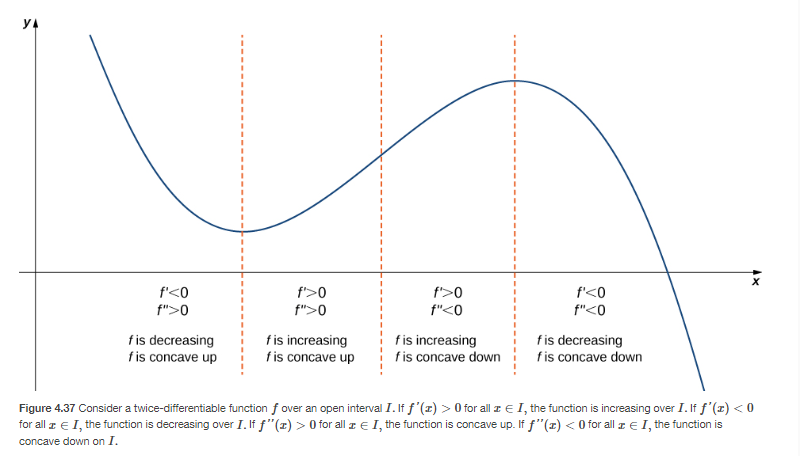 y
x
f'<0 f'>0 f'>0 f'<0
f">0 f">0 f"<0 f"<0
f is decreasing f is increasing f is increasing f is decreasing
f is concave up f is concave up f is concave down f is concave down
Figure 4.37 Consider a twice-differentiable function f over an open interval I. If f′(x) > 0 for all x ∈ I, the function is increasing over I. If f′(x) < 0
for all x ∈ I, the function is decreasing over I. If f′′(x) > 0 for all x ∈ I, the function is concave up. If f′′(x) < 0 for all x ∈ I, the function is
concave down on I.